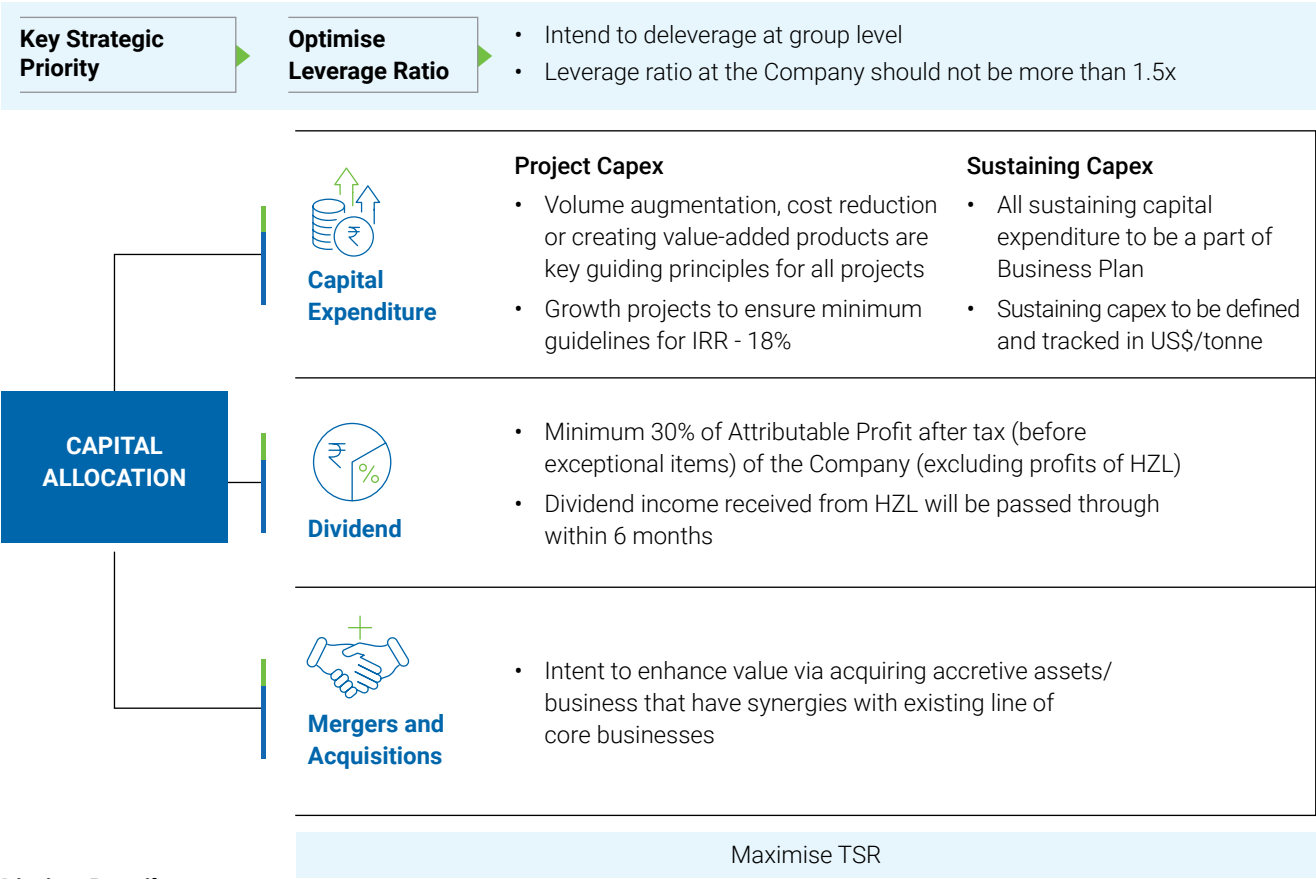 Key Strategic
Priority
Optimise
Leverage Ratio
• Intend to deleverage at group level
• Leverage ratio at the Company should not be more than 1.5x
CAPITAL
ALLOCATION
₹
Capital
Expenditure
Project Capex
• Volume augmentation, cost reduction
or creating value-added products are
key guiding principles for all projects
• Growth projects to ensure minimum
guidelines for IRR - 18%
Sustaining Capex
• All sustaining capital
expenditure to be a part of
Business Plan
• Sustaining capex to be defined
and tracked in US$/tonne
₹ %
Dividend
• Minimum 30% of Attributable Profit after tax (before
exceptional items) of the Company (excluding profits of HZL)
• Dividend income received from HZL will be passed through
within 6 months
Mergers and
Acquisitions
• Intent to enhance value via acquiring accretive assets/
business that have synergies with existing line of
core businesses
Maximise TSR